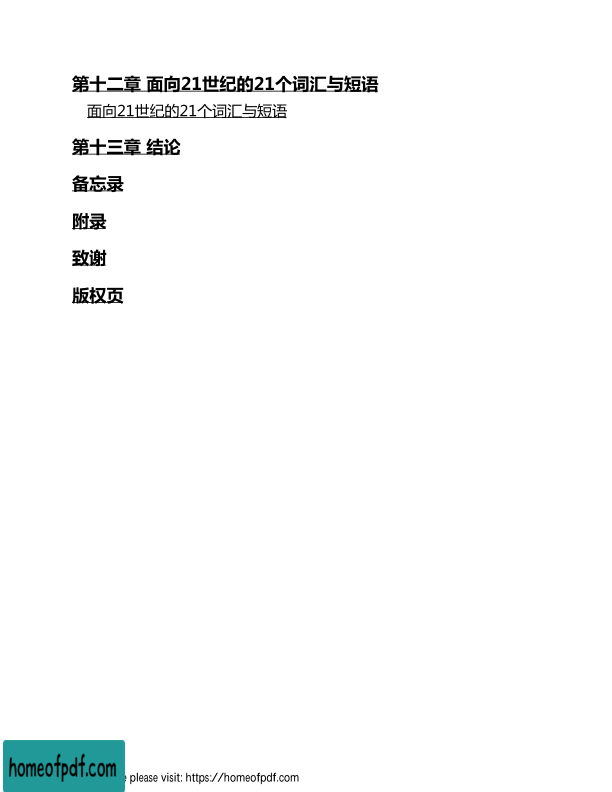 第十二章 面向21世纪的21个词汇与短语
面向21世纪的21个词汇与短语
第十三章 结论
备忘录
附录
致谢
版权页
homeofpdf.com
please visit: https://homeofpdf.com